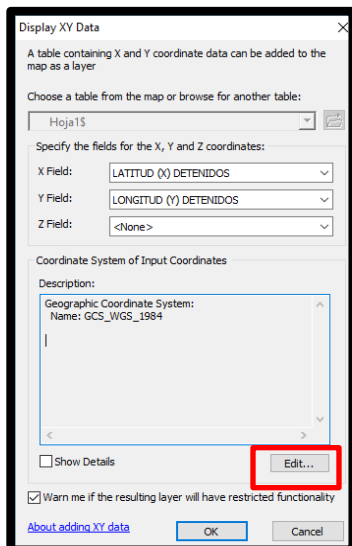 Display XY Data
A table containing X and Y coordinate data can be added to the
map as a layer
Choose a table from the map or browse for another table:
Hoja1$
Specify the fields for the X, Y and Z coordinates:
X Field: LATITUD (X) DETENIDOS
Y Field: LONGITUD (Y) DETENIDOS
Z Field: <None>
Coordinate System of Input Coordinates
Description:
Geographic Coordinate System:
Name: GCS_WGS_1984
Show Details Edit...
Warn me if the resulting layer will have restricted functionality
About adding XY data OK Cancel